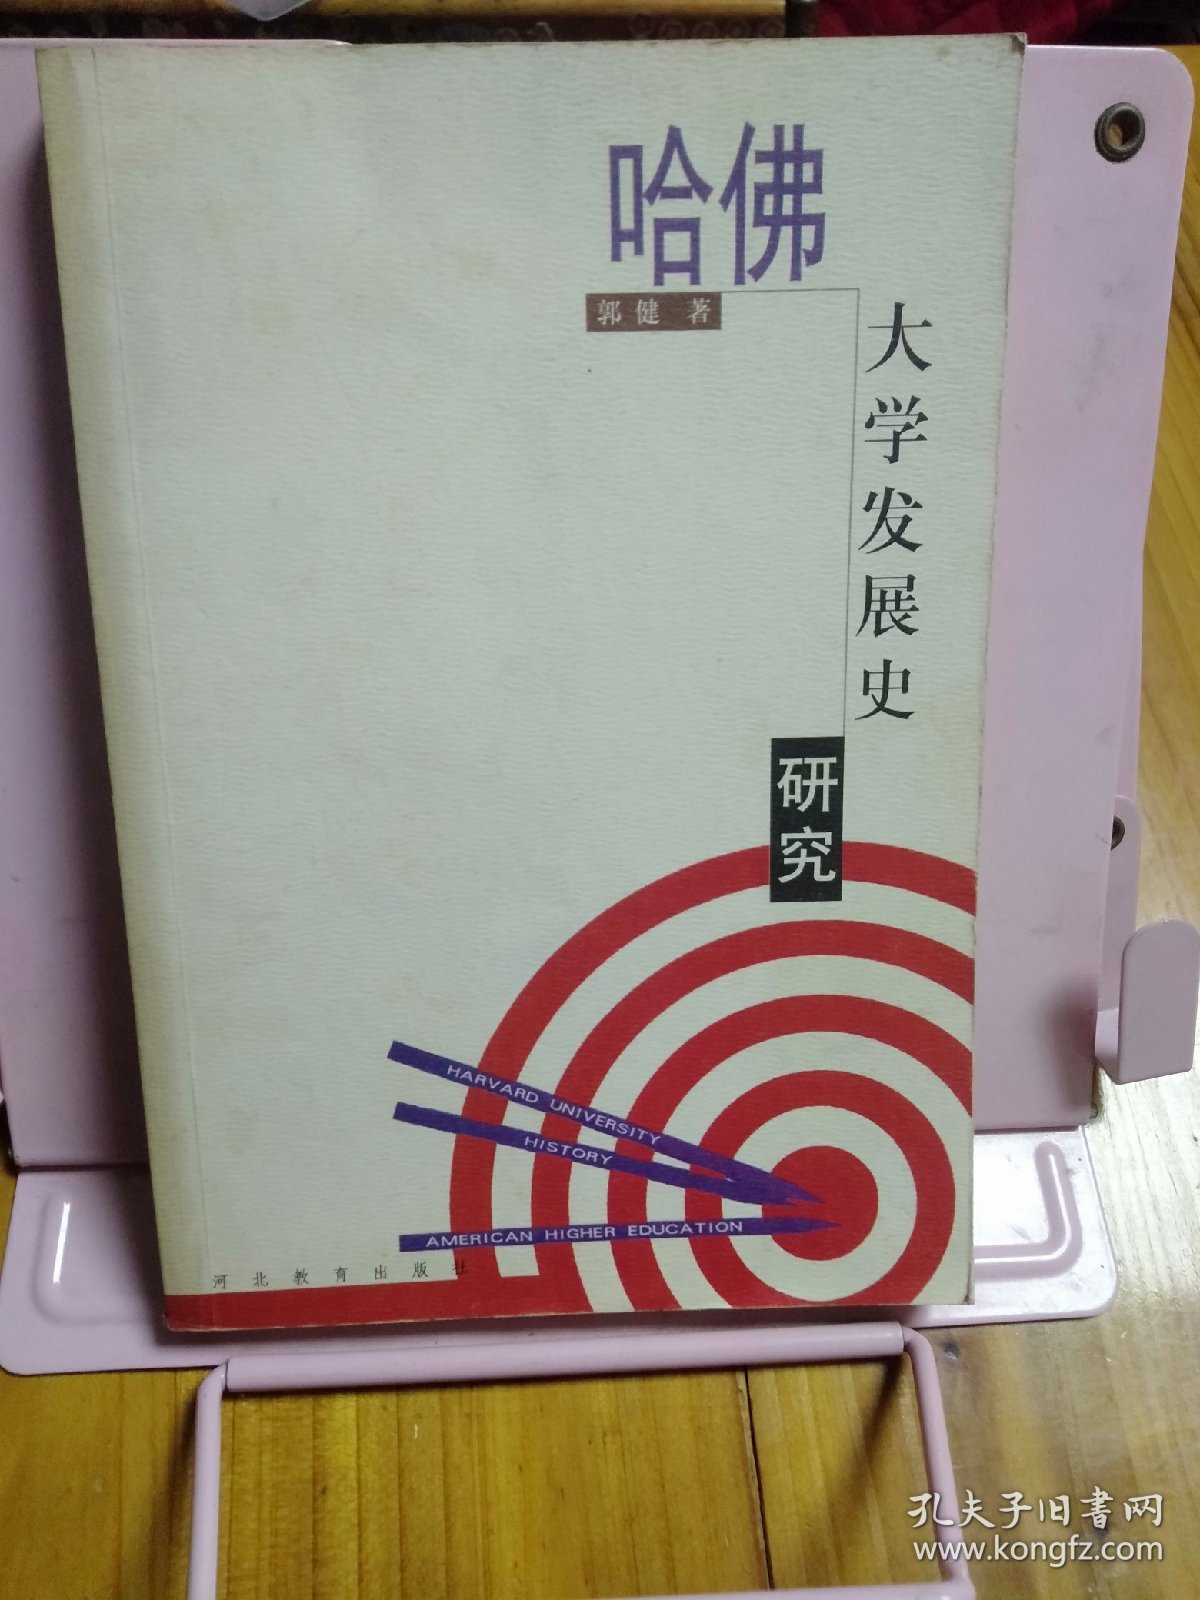 哈佛
郭健 著
大学发展史
研究
HARVARD UNIVERSITY
HISTORY
AMERICAN HIGHER EDUCATION
河北教育出版社
孔夫子旧書网
www.kongfz.com